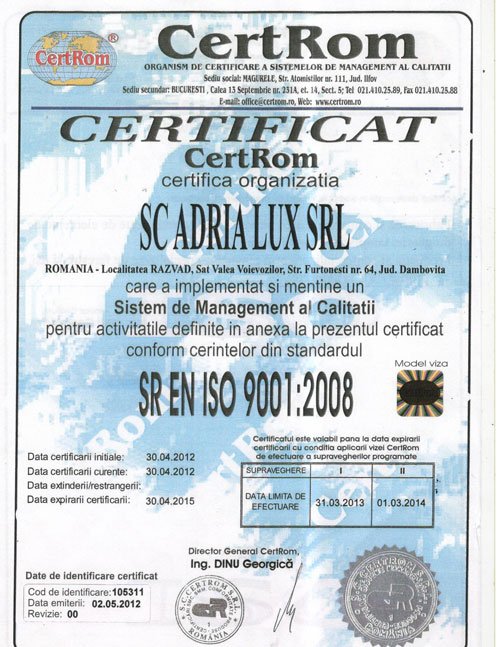 CertRom
®
CertRom
ORGANISM DE CERTIFICARE A SISTEMELOR DE MANAGEMENT AL CALITATII
Sediu social: MAGURELE, Str. Atomistilor nr. 111, Jud. Ilfov
Sediu secundar: BUCURESTI, Calea 13 Septembrie nr. 231A, et. 14, Sect. 5; Tel 021.410.25.89, Fax 021.410.25.88
E-mail: office@certrom.ro, Web: www.certrom.ro
CERTIFICAT
CertRom
certifica organizatia
SC ADRIA LUX SRL
ROMANIA - Localitatea RAZVAD, Sat Valea Voievozilor, Str. Furtonesti nr. 64, Jud. Dambovita
care a implementat si mentine un
Sistem de Management al Calitatii
pentru activitatile definite in anexa la prezentul certificat
conform cerintelor din standardul
SR EN ISO 9001:2008
Model viza
Data certificarii initiale: 30.04.2012
Data certificarii curente: 30.04.2012
Data extinderii/restrangerii:
Data expirarii certificarii: 30.04.2015
Certificatul este valabil pana la data expirarii
certificarii cu conditia aplicarii vizei CertRom
de efectuare a supravegherilor programate
SUPRAVEGHERE I II
DATA LIMITA DE EFECTUARE 31.03.2013 01.03.2014
Director General CertRom,
Ing. DINU Georgică
Date de identificare certificat
Cod de identificare: 105311
Data emiterii: 02.05.2012
Revizie: 00
S.C. CERTROM S.R.L.
ROMÂNIA
CERTROM
CR